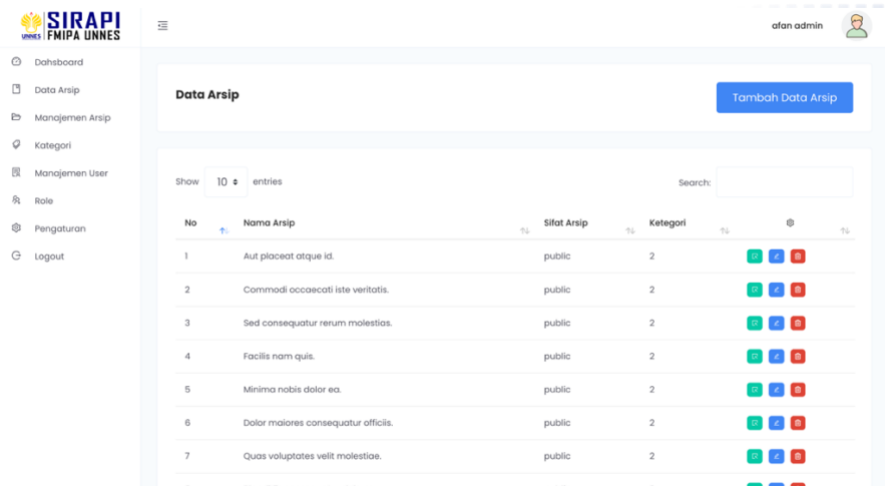 SIRAPI
UNNES FMIPA UNNES
afan admin
Dahsboard
Data Arsip
Manajemen Arsip
Kategori
Manajemen User
Role
Pengaturan
Logout
Data Arsip
Tambah Data Arsip
Show 10 entries
Search:
No Nama Arsip Sifat Arsip Ketegori
1 Aut placeat atque id. public 2
2 Commodi occaecati iste veritatis. public 2
3 Sed consequatur rerum molestias. public 2
4 Facilis nam quis. public 2
5 Minima nobis dolor ea. public 2
6 Dolor maiores consequatur officiis. public 2
7 Quas voluptates velit molestiae. public 2